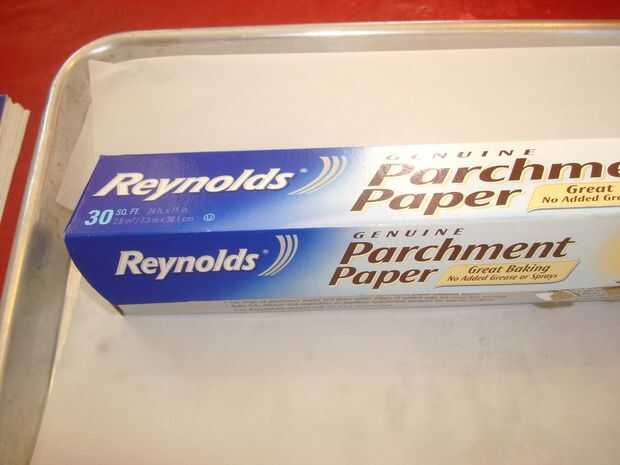 GENUINE
Reynolds Parchme
Paper
Great
No Added Gre
30 SQ. FT.
GENUINE
Reynolds Parchment
Paper
Great Baking
No Added Grease or Sprays